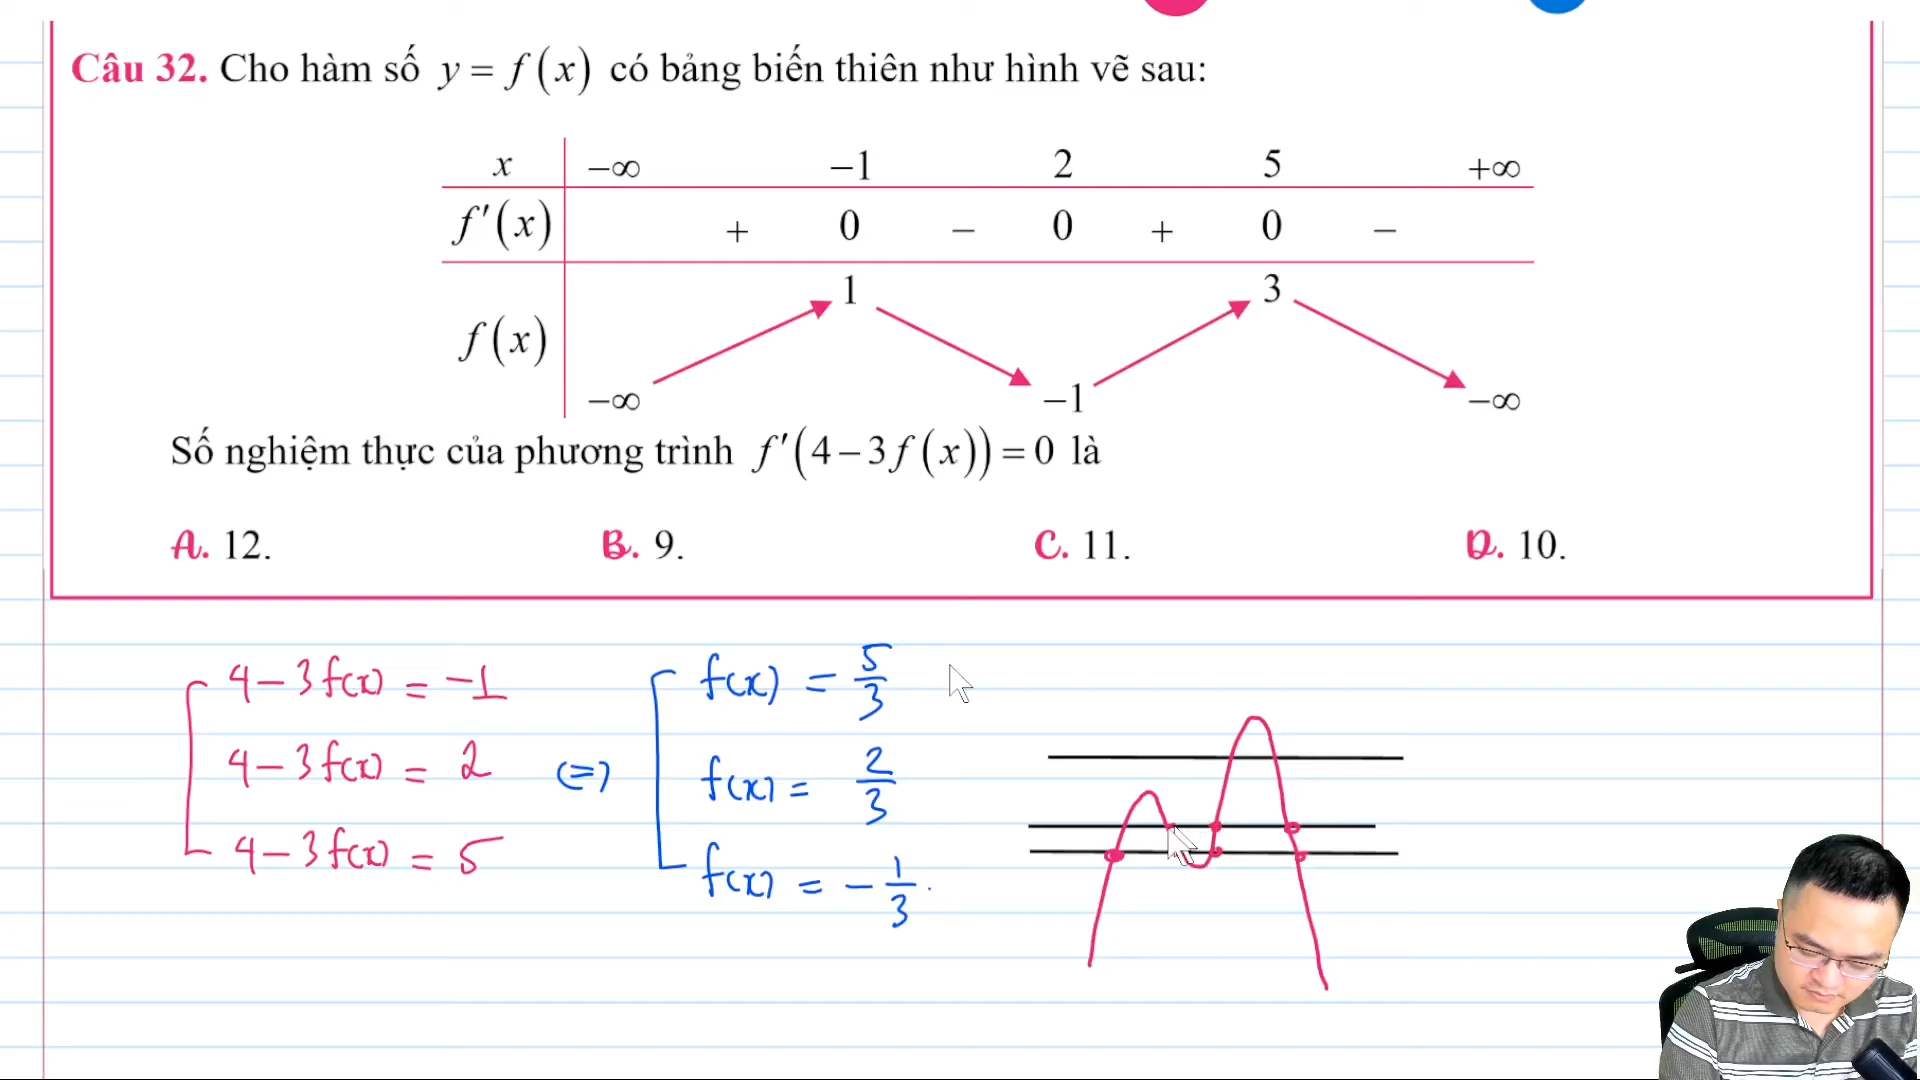 Câu 32. Cho hàm số y = f(x) có bảng biến thiên như hình vẽ sau:
x −∞ −1 2 5 +∞
f′(x) + 0 − 0 + 0 −
1 3
f(x)
−∞ −1 −∞
Số nghiệm thực của phương trình f′(4−3f(x)) = 0 là
A. 12. B. 9. C. 11. D. 10.
4−3f(x) = −1 f(x) = 5/3
4−3f(x) = 2 (=) f(x) = 2/3
4−3f(x) = 5 f(x) = −1/3.